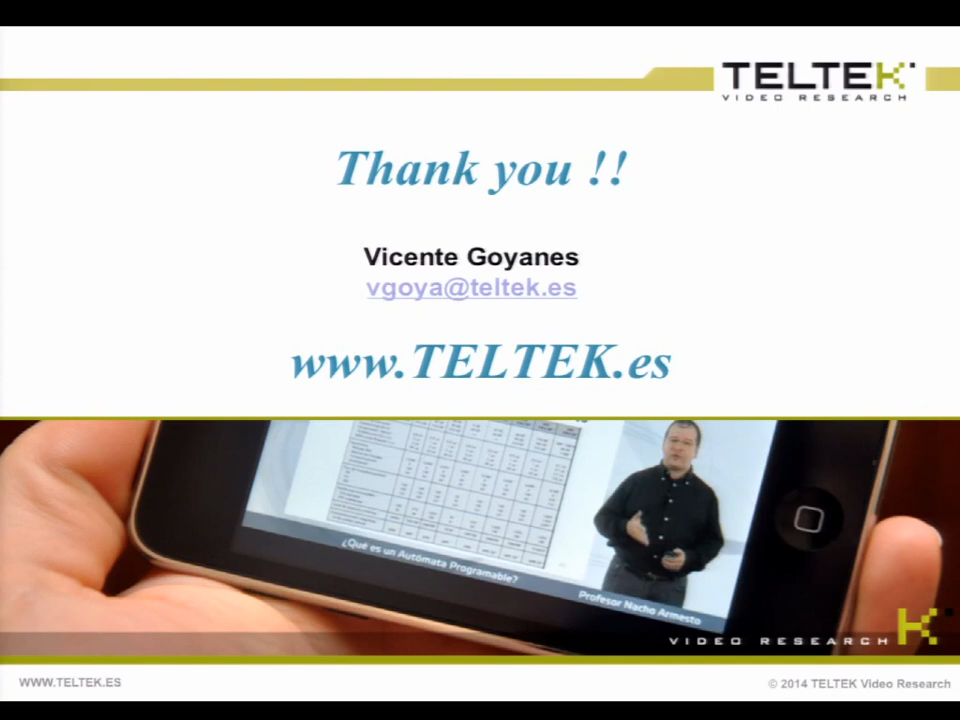 TELTEK
VIDEO RESEARCH
Thank you !!
Vicente Goyanes
vgoya@teltek.es
www.TELTEK.es
¿Qué es un Autómata Programable?
Profesor Nacho Armesto
VIDEO RESEARCH K
WWW.TELTEK.ES
© 2014 TELTEK Video Research